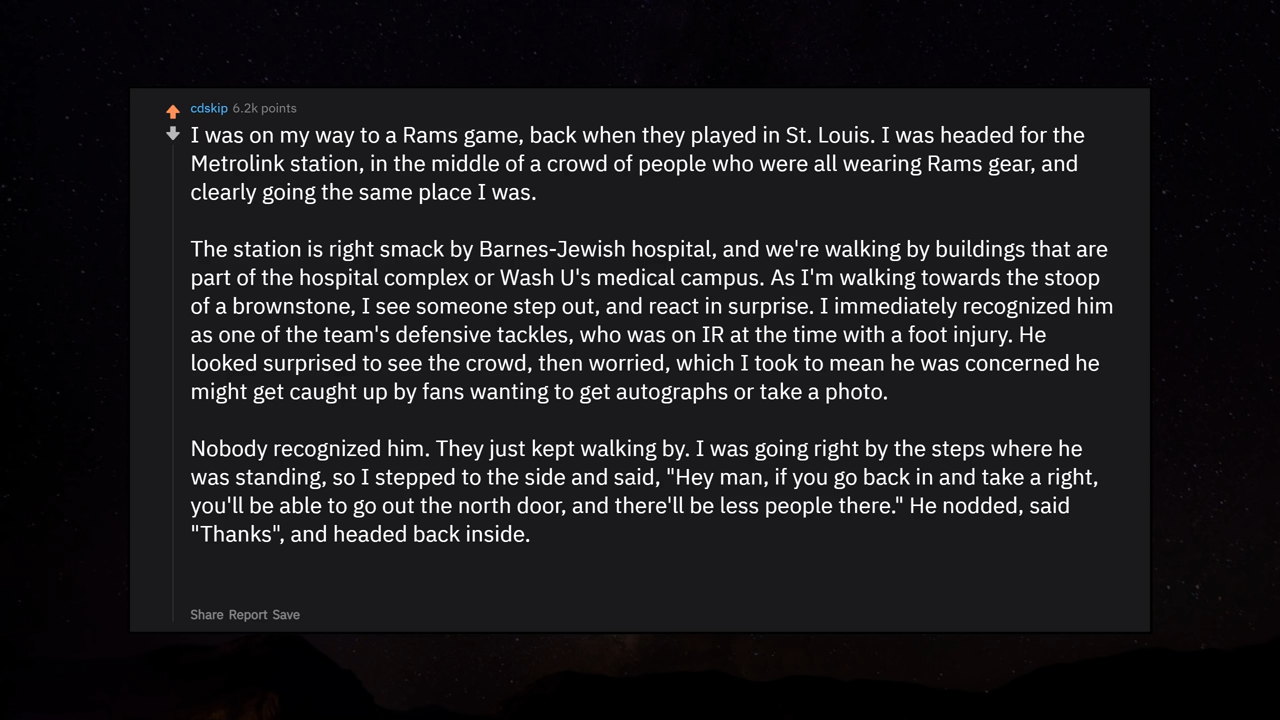 cdskip 6.2k points
I was on my way to a Rams game, back when they played in St. Louis. I was headed for the
Metrolink station, in the middle of a crowd of people who were all wearing Rams gear, and
clearly going the same place I was.
The station is right smack by Barnes-Jewish hospital, and we're walking by buildings that are
part of the hospital complex or Wash U's medical campus. As I'm walking towards the stoop
of a brownstone, I see someone step out, and react in surprise. I immediately recognized him
as one of the team's defensive tackles, who was on IR at the time with a foot injury. He
looked surprised to see the crowd, then worried, which I took to mean he was concerned he
might get caught up by fans wanting to get autographs or take a photo.
Nobody recognized him. They just kept walking by. I was going right by the steps where he
was standing, so I stepped to the side and said, "Hey man, if you go back in and take a right,
you'll be able to go out the north door, and there'll be less people there." He nodded, said
"Thanks", and headed back inside.
Share Report Save